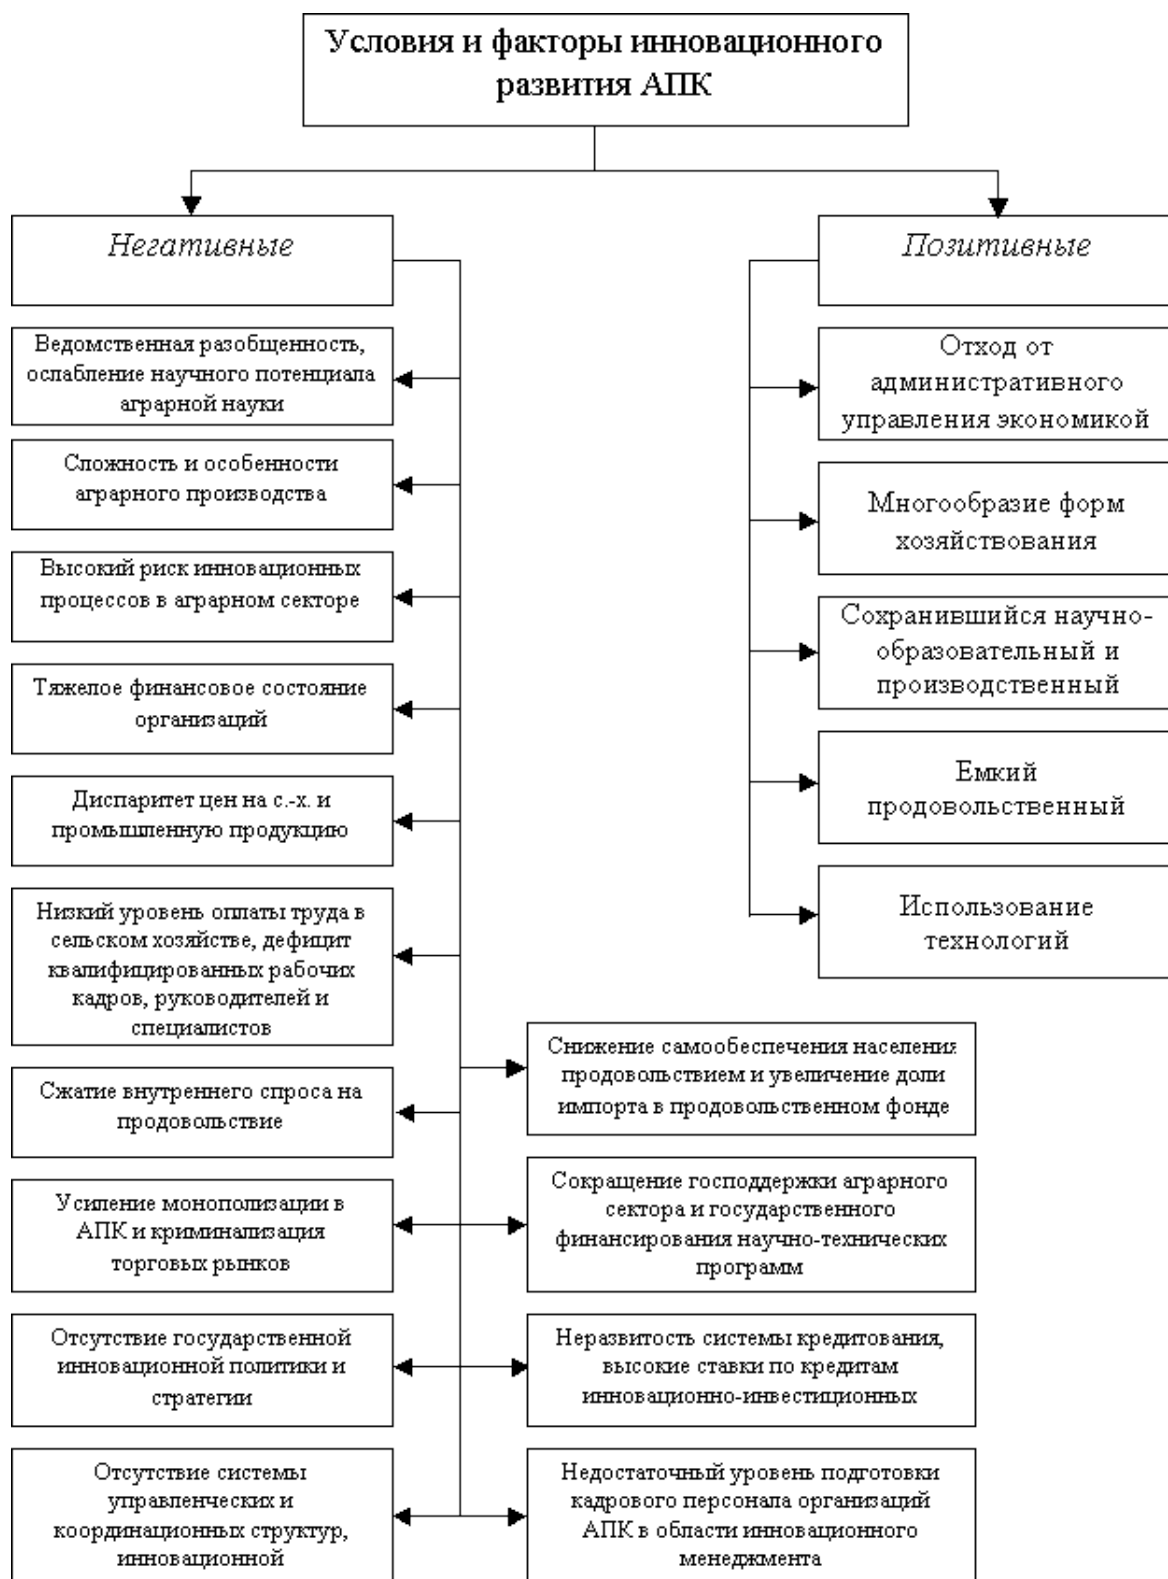 Условия и факторы инновационного
развития АПК
Негативные
Ведомственная разобщенность,
ослабление научного потенциала
аграрной науки
Сложность и особенности
аграрного производства
Высокий риск инновационных
процессов в аграрном секторе
Тяжелое финансовое состояние
организаций
Диспаритет цен на с.-х. и
промышленную продукцию
Низкий уровень оплаты труда в
сельском хозяйстве, дефицит
квалифицированных рабочих
кадров, руководителей и
специалистов
Сжатие внутреннего спроса на
продовольствие
Усиление монополизации в
АПК и криминализация
торговых рынков
Отсутствие государственной
инновационной политики и
стратегии
Отсутствие системы
управленческих и
координационных структур,
инновационной
Снижение самообеспечения населения
продовольствием и увеличение доли
импорта в продовольственном фонде
Сокращение господдержки аграрного
сектора и государственного
финансирования научно-технических
программ
Неразвитость системы кредитования,
высокие ставки по кредитам
инновационно-инвестиционных
Недостаточный уровень подготовки
кадрового персонала организаций
АПК в области инновационного
менеджмента
Позитивные
Отход от
административного
управления экономикой
Многообразие форм
хозяйствования
Сохранившийся научно-
образовательный и
производственный
Емкий
продовольственный
Использование
технологий